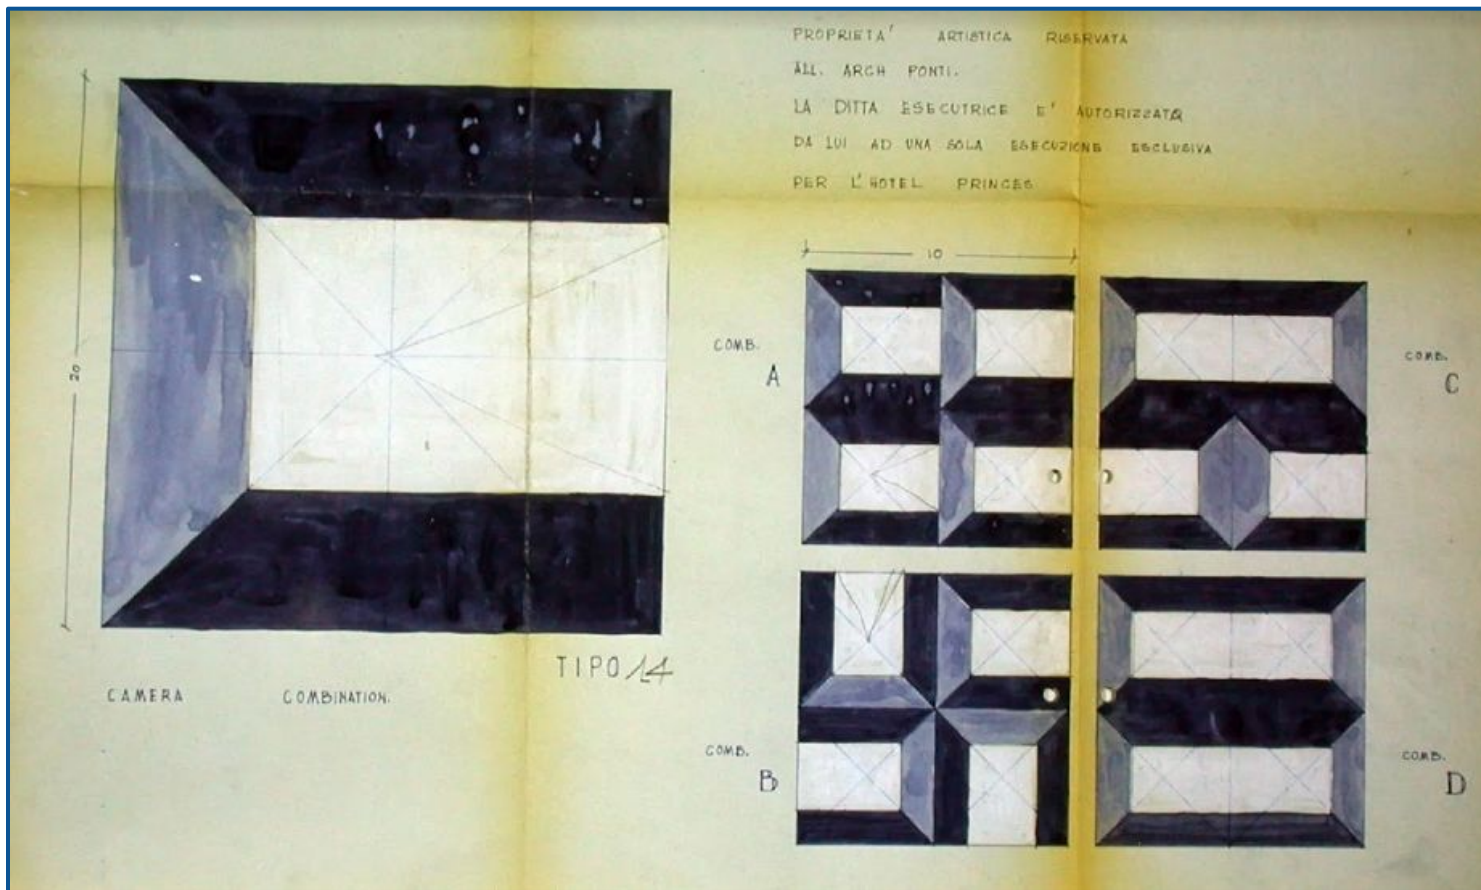 PROPRIETA' ARTISTICA RISERVATA
ALL. ARCH PONTI.
LA DITTA ESECUTRICE E' AUTORIZZATA
DA LUI AD UNA SOLA ESECUZIONE ESCLUSIVA
PER L'HOTEL PRINCES
20
10
COMB.
A
COMB.
C
TIPO 14
CAMERA COMBINATION.
COMB.
B
COMB.
D